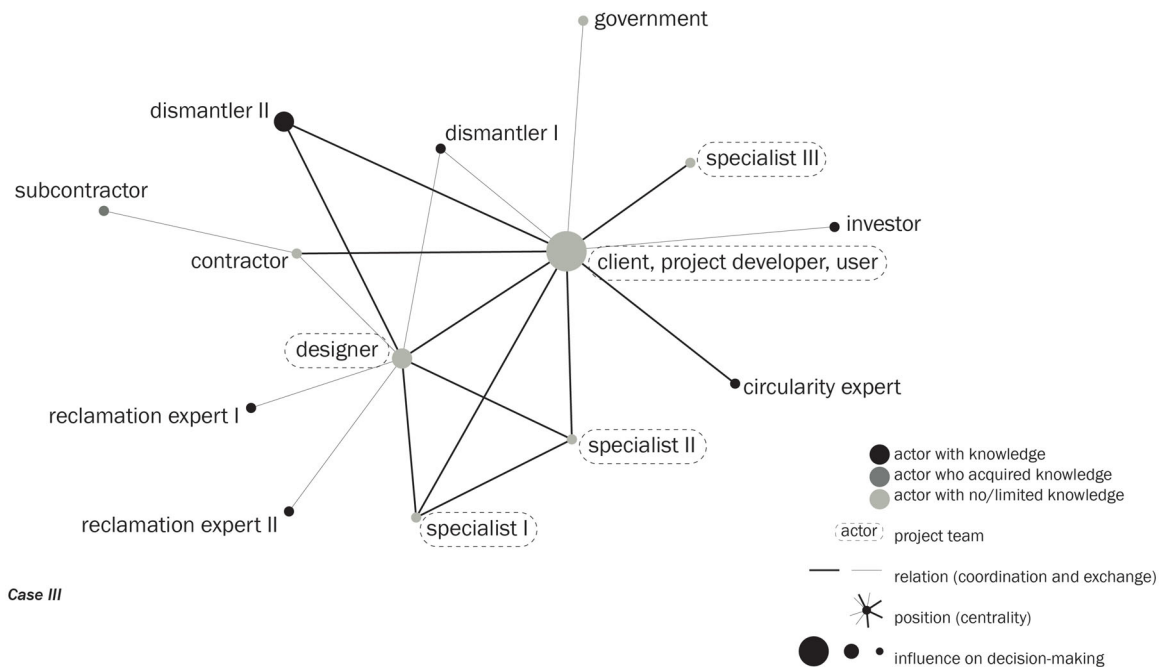 government
dismantler II
dismantler I
specialist III
subcontractor
investor
contractor
client, project developer, user
designer
circularity expert
reclamation expert I
specialist II
actor with knowledge
actor who acquired knowledge
actor with no/limited knowledge
reclamation expert II
specialist I
actor project team
relation (coordination and exchange)
Case III
position (centrality)
influence on decision-making